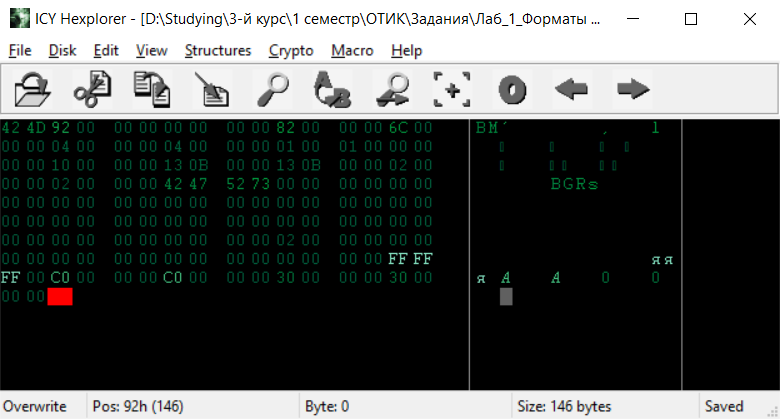 ICY Hexplorer - [D:\Studying\3-й курс\1 семестр\ОТИК\Задания\Лаб_1_Форматы ...
File Disk Edit View Structures Crypto Macro Help
42 4D 92 00 00 00 00 00 00 00 82 00 00 00 6C 00 BM’ ‚ l
00 00 04 00 00 00 04 00 00 00 01 00 01 00 00 00
00 00 10 00 00 00 13 0B 00 00 13 0B 00 00 02 00
00 00 02 00 00 00 42 47 52 73 00 00 00 00 00 00 BGRs
00 00 00 00 00 00 00 00 00 00 00 00 00 00 00 00
00 00 00 00 00 00 00 00 00 00 00 00 00 00 00 00
00 00 00 00 00 00 00 00 00 00 02 00 00 00 00 00
00 00 00 00 00 00 00 00 00 00 00 00 00 00 FF FF яя
FF 00 C0 00 00 00 C0 00 00 00 30 00 00 00 30 00 я А А 0 0
00 00
Overwrite Pos: 92h (146) Byte: 0 Size: 146 bytes Saved